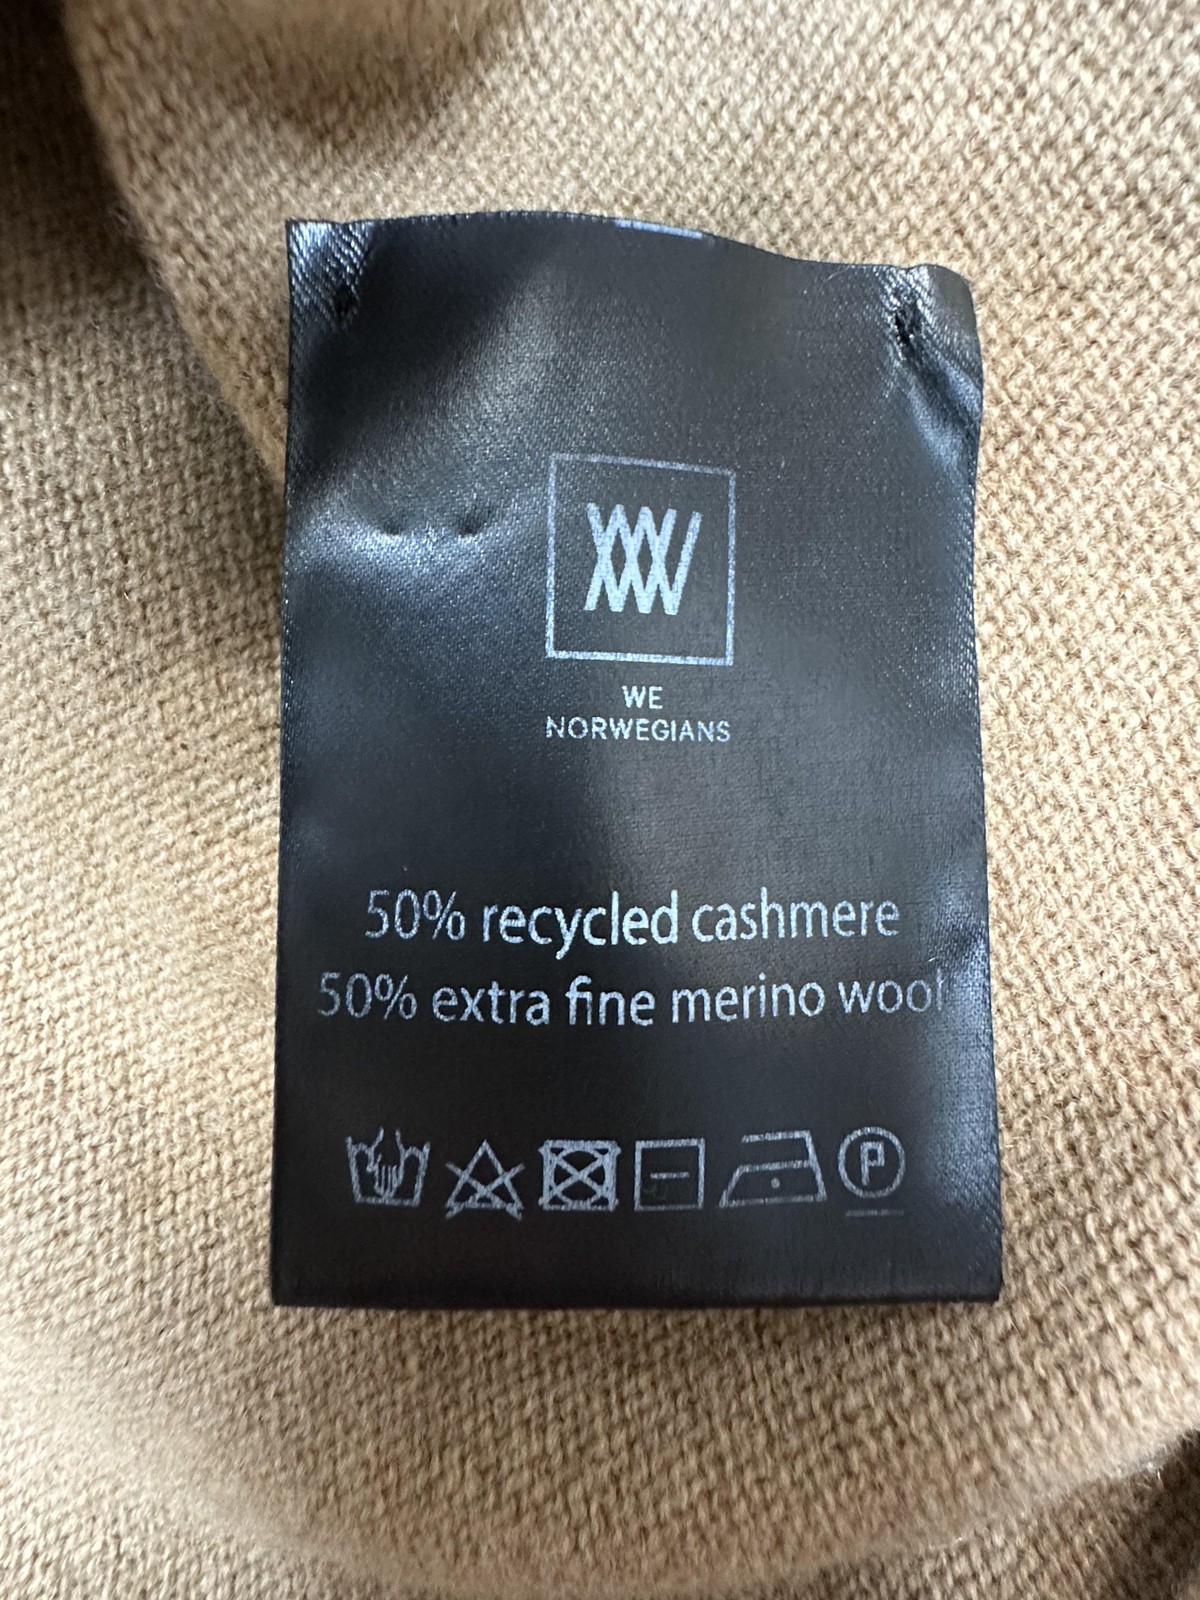 WE
NORWEGIANS
50% recycled cashmere
50% extra fine merino wool
P